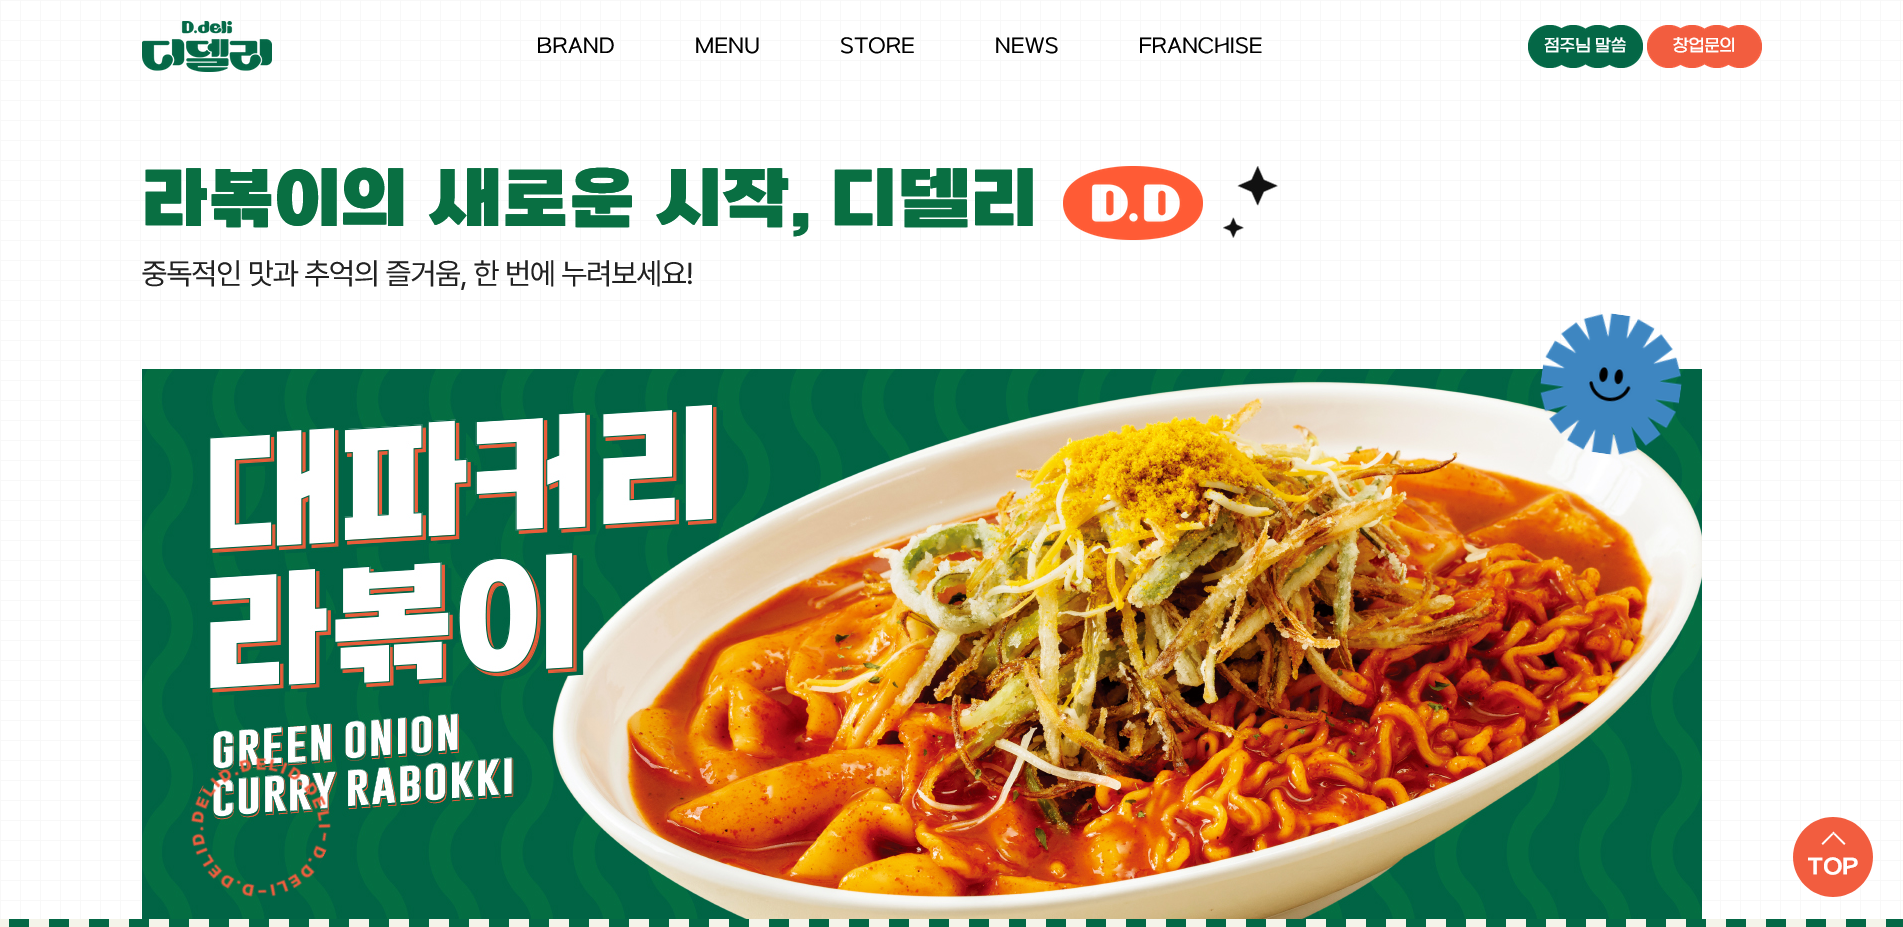 D.deli
디델리
BRAND
MENU
STORE
NEWS
FRANCHISE
점주님 말씀
창업문의
라볶이의 새로운 시작, 디델리
D.D
중독적인 맛과 추억의 즐거움, 한 번에 누려보세요!
대파커리
라볶이
GREEN ONION
CURRY RABOKKI
D.DELI-D.DELI-D.DELID.DELID.DELID.DELI
TOP